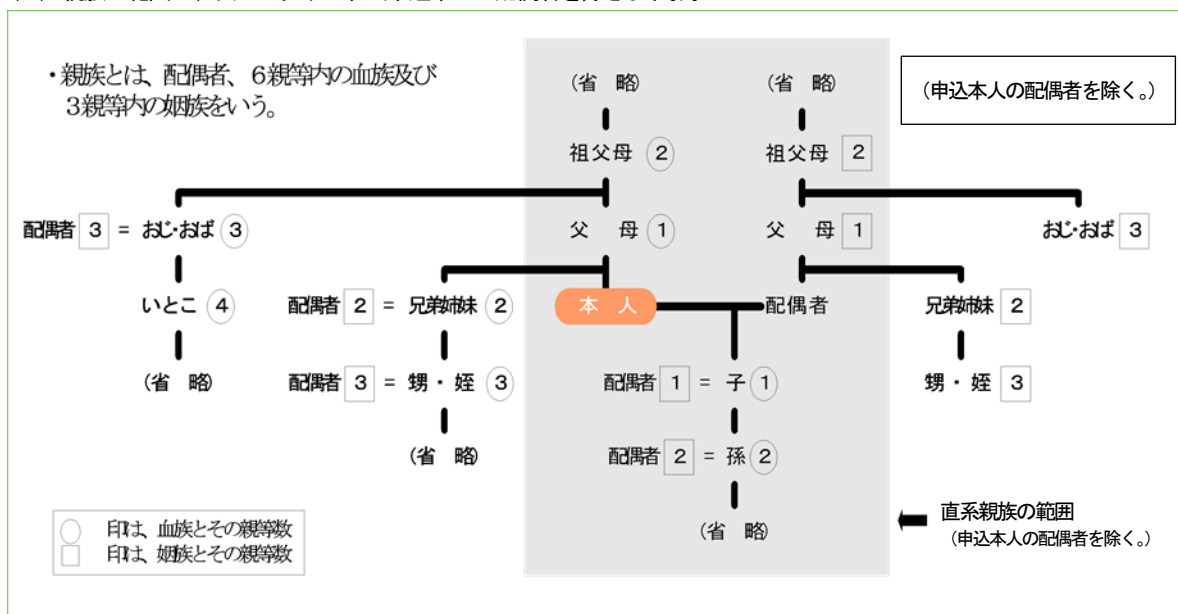 ・親族とは、配偶者、6親等内の血族及び
3親等内の姻族をいう。
(省 略) (省 略)
(申込本人の配偶者を除く。)
祖父母 2 祖父母 2
配偶者 3 = おじ・おば 3 父 母 1 父 母 1 おじ・おば 3
いとこ 4 配偶者 2 = 兄弟姉妹 2 本 人 配偶者 兄弟姉妹 2
(省 略) 配偶者 3 = 甥・姪 3 配偶者 1 = 子 1 甥・姪 3
(省 略) 配偶者 2 = 孫 2
(省 略)
直系親族の範囲
(申込本人の配偶者を除く。)
○ 印は、血族とその親等数
□ 印は、姻族とその親等数